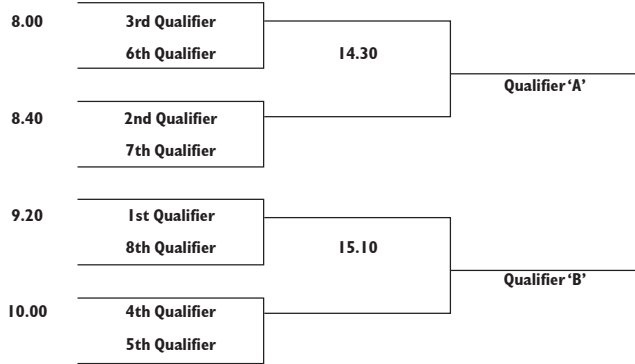 8.00 3rd Qualifier
6th Qualifier 14.30
Qualifier 'A'
8.40 2nd Qualifier
7th Qualifier
9.20 1st Qualifier
8th Qualifier 15.10
Qualifier 'B'
10.00 4th Qualifier
5th Qualifier